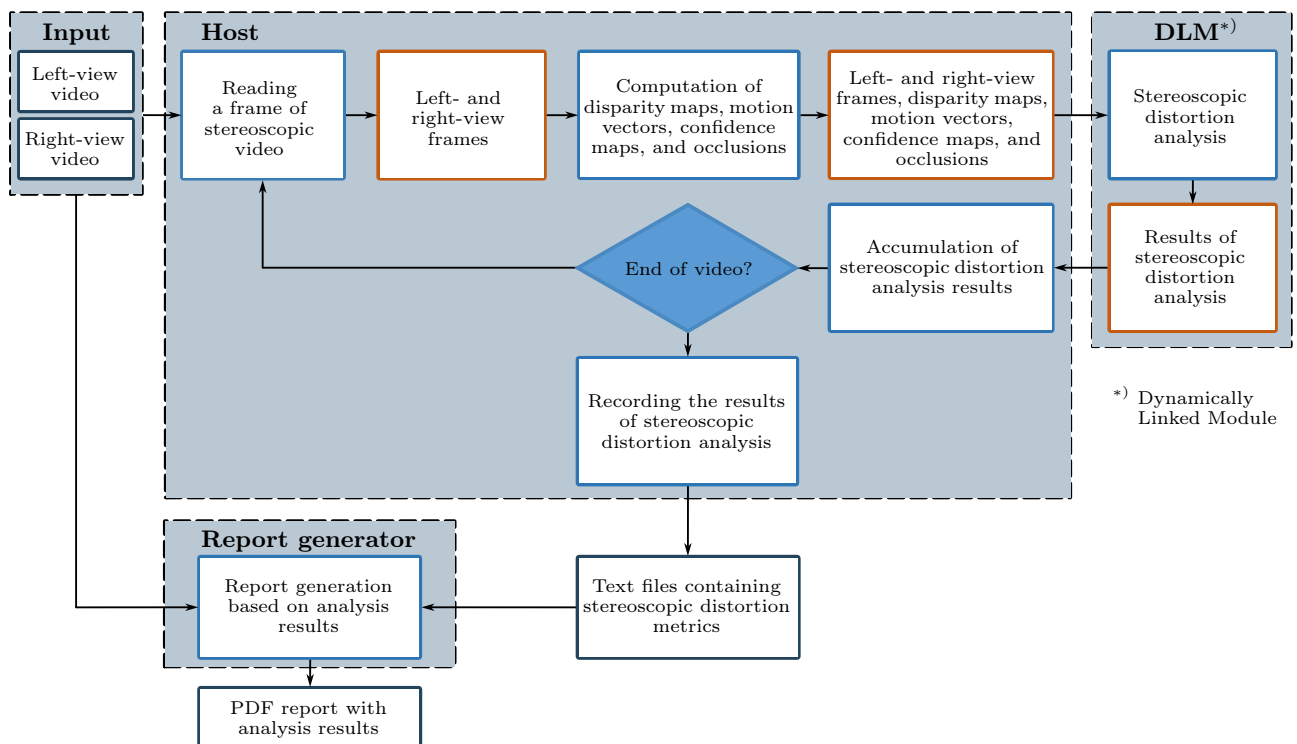 Input
Left-view
video
Right-view
video
Host
Reading
a frame of
stereoscopic
video
Left- and
right-view
frames
Computation of
disparity maps, motion
vectors, confidence
maps, and occlusions
Left- and right-view
frames, disparity maps,
motion vectors,
confidence maps, and
occlusions
DLM*)
Stereoscopic
distortion
analysis
Results of
stereoscopic
distortion
analysis
Accumulation of
stereoscopic distortion
analysis results
End of video?
Recording the results
of stereoscopic
distortion analysis
*) Dynamically
Linked Module
Report generator
Report generation
based on analysis
results
Text files containing
stereoscopic distortion
metrics
PDF report with
analysis results